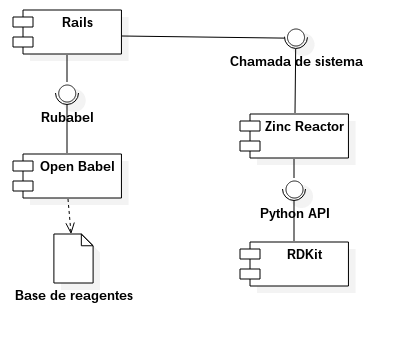 Rails
Chamada de sistema
Rubabel
Zinc Reactor
Open Babel
Python API
RDKit
Base de reagentes